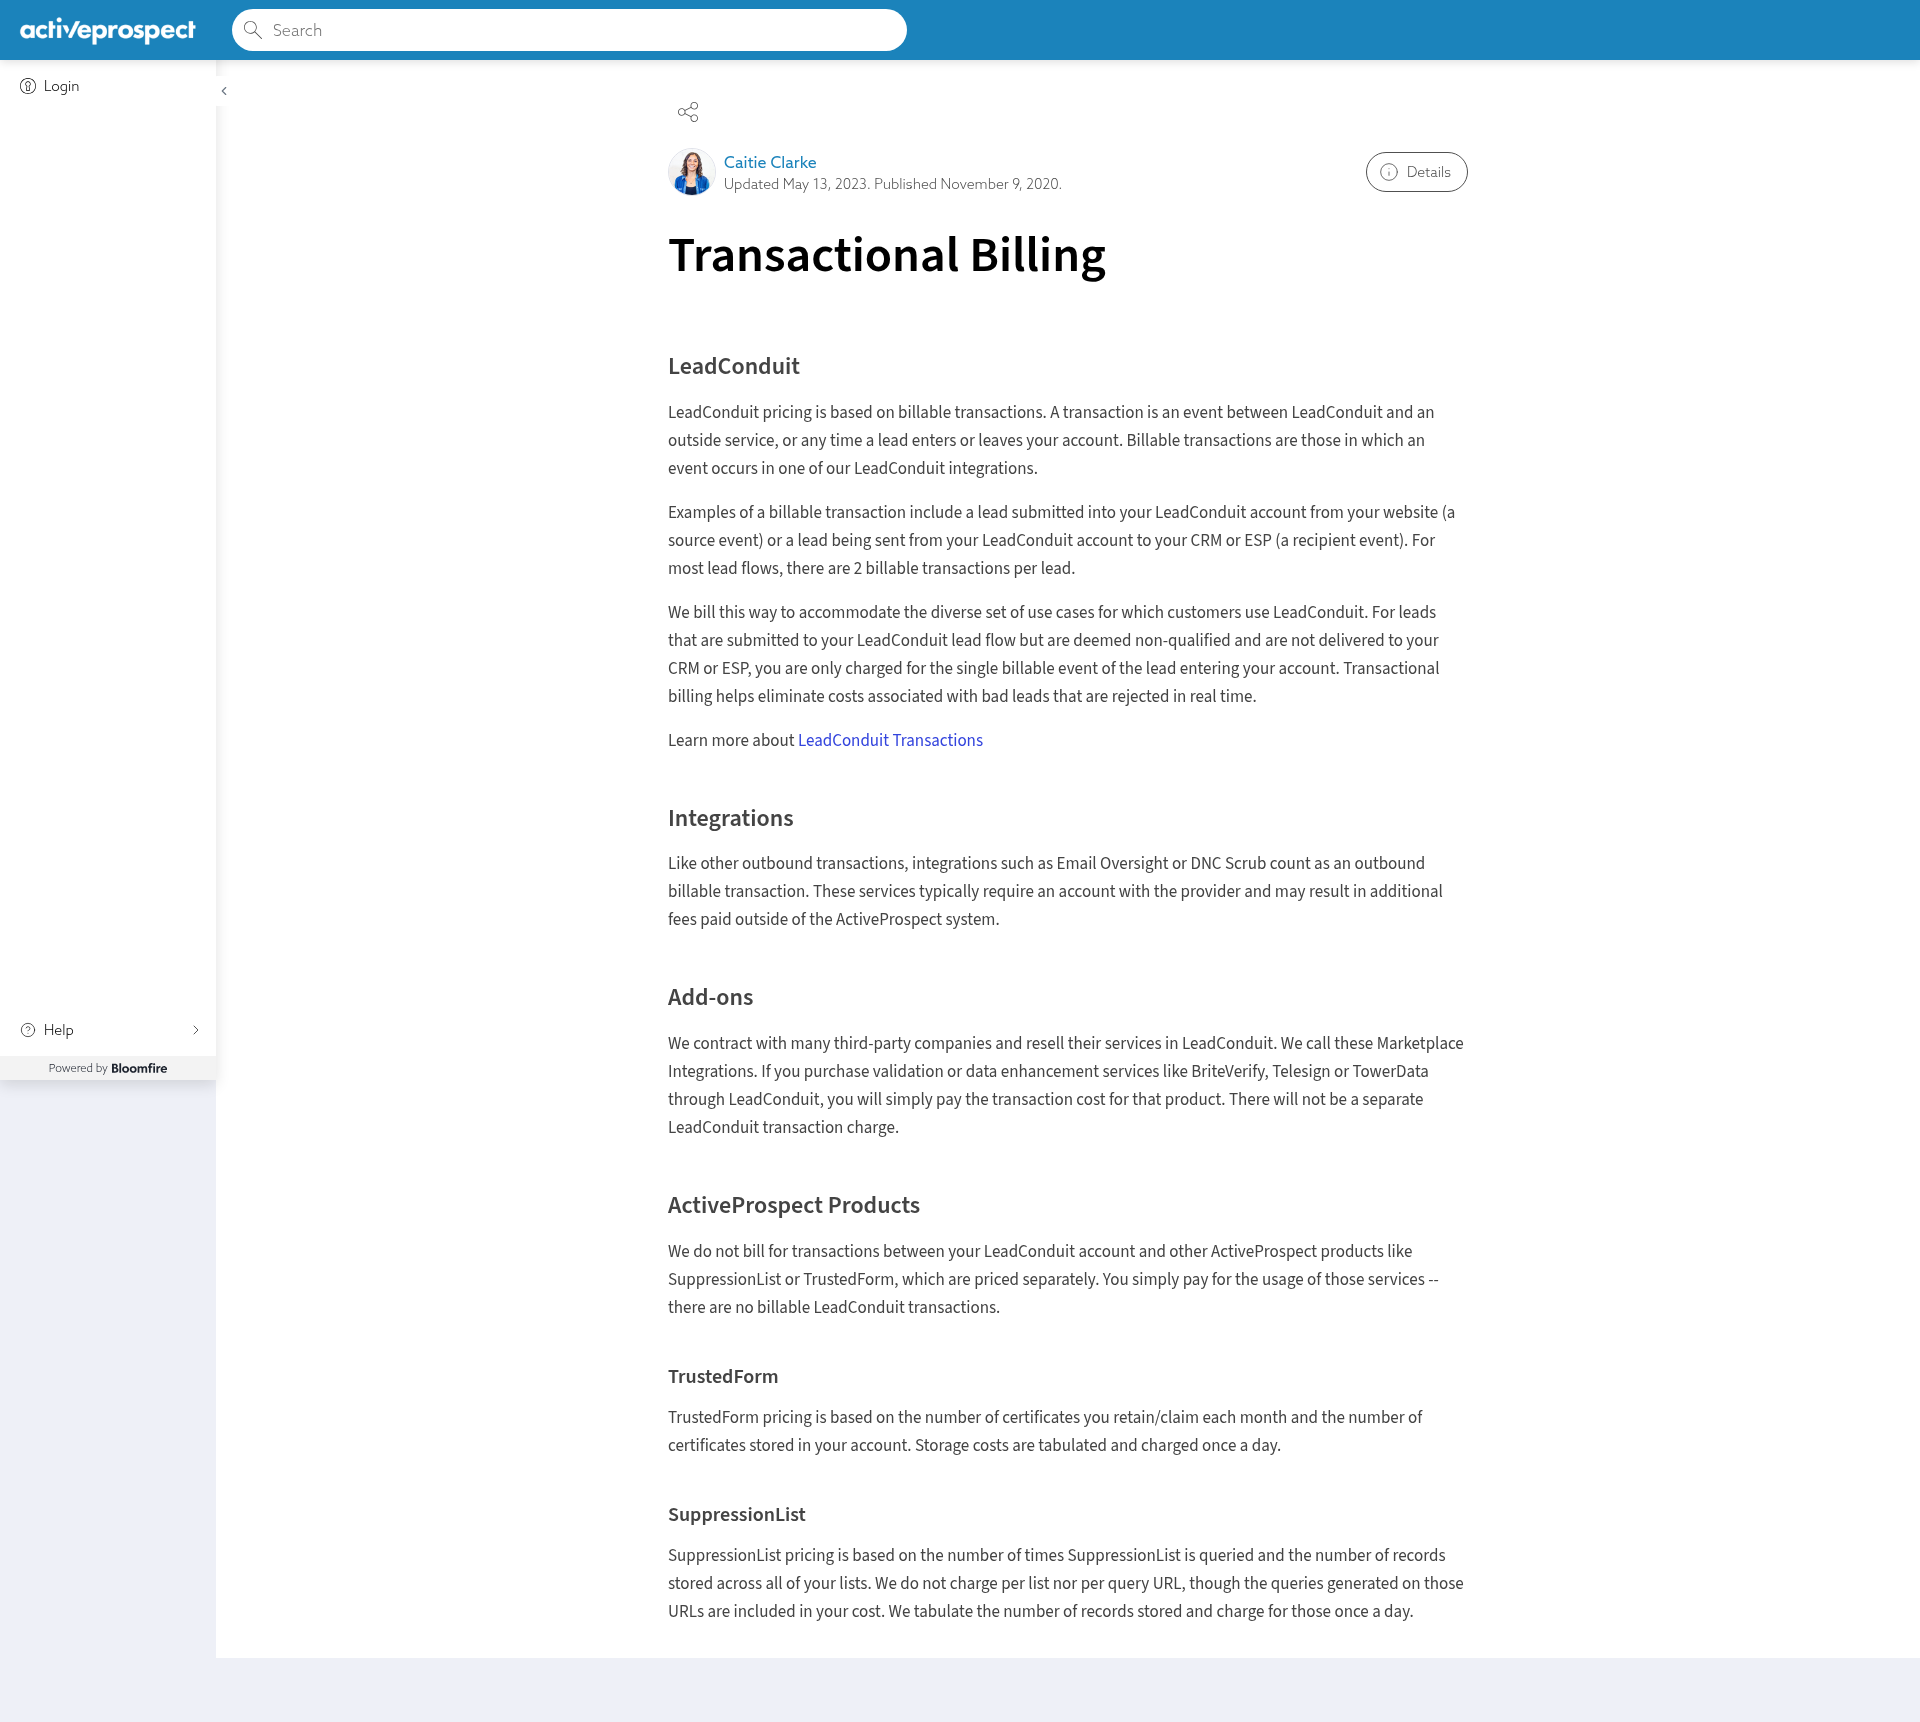 activeprospect
Search
Login
Caitie Clarke
Updated May 13, 2023. Published November 9, 2020.
Details
Transactional Billing
LeadConduit
LeadConduit pricing is based on billable transactions. A transaction is an event between LeadConduit and an
outside service, or any time a lead enters or leaves your account. Billable transactions are those in which an
event occurs in one of our LeadConduit integrations.
Examples of a billable transaction include a lead submitted into your LeadConduit account from your website (a
source event) or a lead being sent from your LeadConduit account to your CRM or ESP (a recipient event). For
most lead flows, there are 2 billable transactions per lead.
We bill this way to accommodate the diverse set of use cases for which customers use LeadConduit. For leads
that are submitted to your LeadConduit lead flow but are deemed non-qualified and are not delivered to your
CRM or ESP, you are only charged for the single billable event of the lead entering your account. Transactional
billing helps eliminate costs associated with bad leads that are rejected in real time.
Learn more about LeadConduit Transactions
Integrations
Like other outbound transactions, integrations such as Email Oversight or DNC Scrub count as an outbound
billable transaction. These services typically require an account with the provider and may result in additional
fees paid outside of the ActiveProspect system.
Add-ons
We contract with many third-party companies and resell their services in LeadConduit. We call these Marketplace
Integrations. If you purchase validation or data enhancement services like BriteVerify, Telesign or TowerData
through LeadConduit, you will simply pay the transaction cost for that product. There will not be a separate
LeadConduit transaction charge.
ActiveProspect Products
We do not bill for transactions between your LeadConduit account and other ActiveProspect products like
SuppressionList or TrustedForm, which are priced separately. You simply pay for the usage of those services --
there are no billable LeadConduit transactions.
TrustedForm
TrustedForm pricing is based on the number of certificates you retain/claim each month and the number of
certificates stored in your account. Storage costs are tabulated and charged once a day.
SuppressionList
SuppressionList pricing is based on the number of times SuppressionList is queried and the number of records
stored across all of your lists. We do not charge per list nor per query URL, though the queries generated on those
URLs are included in your cost. We tabulate the number of records stored and charge for those once a day.
Help
Powered by Bloomfire